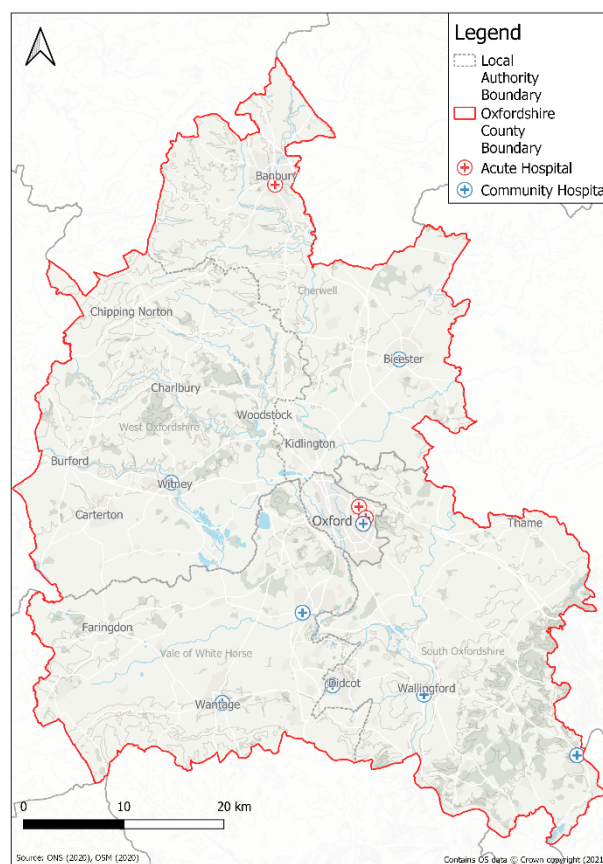 Legend
Local
Authority
Boundary
Oxfordshire
County
Boundary
Acute Hospital
Community Hospital
Banbury
Cherwell
Chipping Norton
Bicester
Charlbury
Woodstock
West Oxfordshire
Kidlington
Burford
Witney
Carterton
Oxford
Thame
Faringdon
Vale of White Horse
South Oxfordshire
Didcot
Wallingford
Wantage
0 10 20 km
Source: ONS (2020), OSM (2020)
Contains OS data © Crown copyright (2021